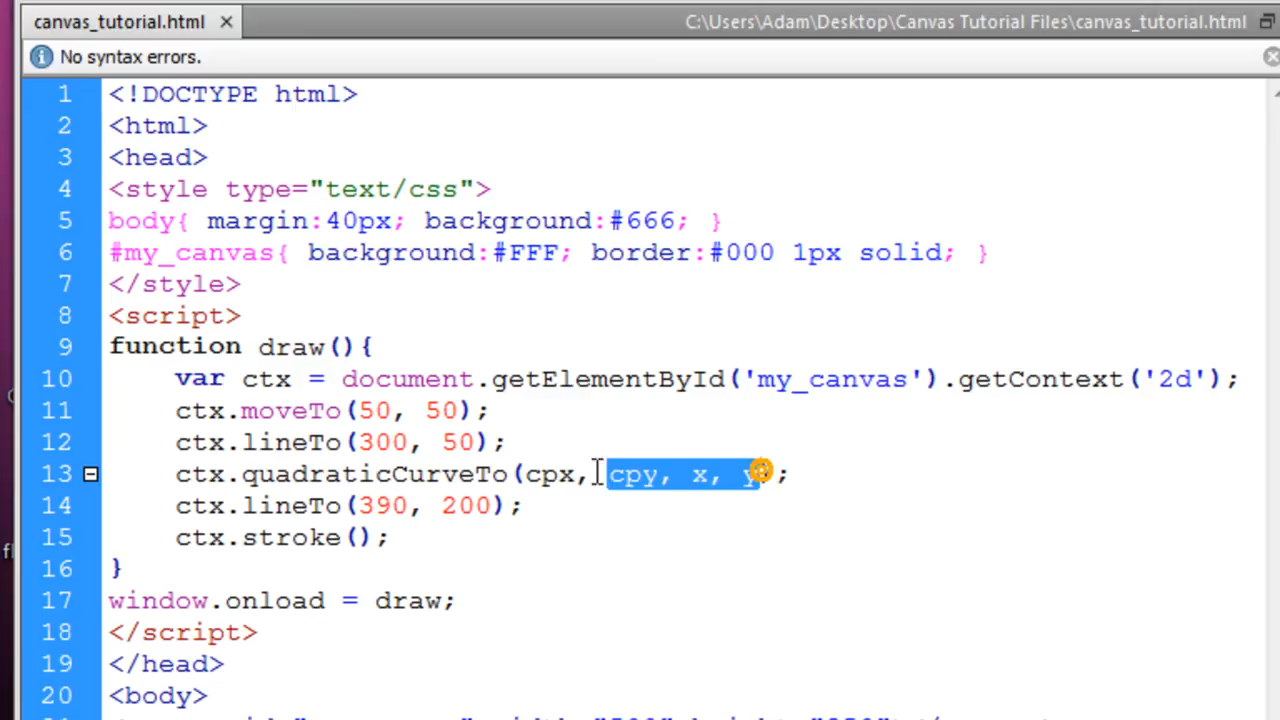 canvas_tutorial.html C:\Users\Adam\Desktop\Canvas Tutorial Files\canvas_tutorial.html
No syntax errors.
1 <!DOCTYPE html>
2 <html>
3 <head>
4 <style type="text/css">
5 body{ margin:40px; background:#666; }
6 #my_canvas{ background:#FFF; border:#000 1px solid; }
7 </style>
8 <script>
9 function draw(){
10 var ctx = document.getElementById('my_canvas').getContext('2d');
11 ctx.moveTo(50, 50);
12 ctx.lineTo(300, 50);
13 ctx.quadraticCurveTo(cpx, cpy, x, y);
14 ctx.lineTo(390, 200);
15 ctx.stroke();
16 }
17 window.onload = draw;
18 </script>
19 </head>
20 <body>